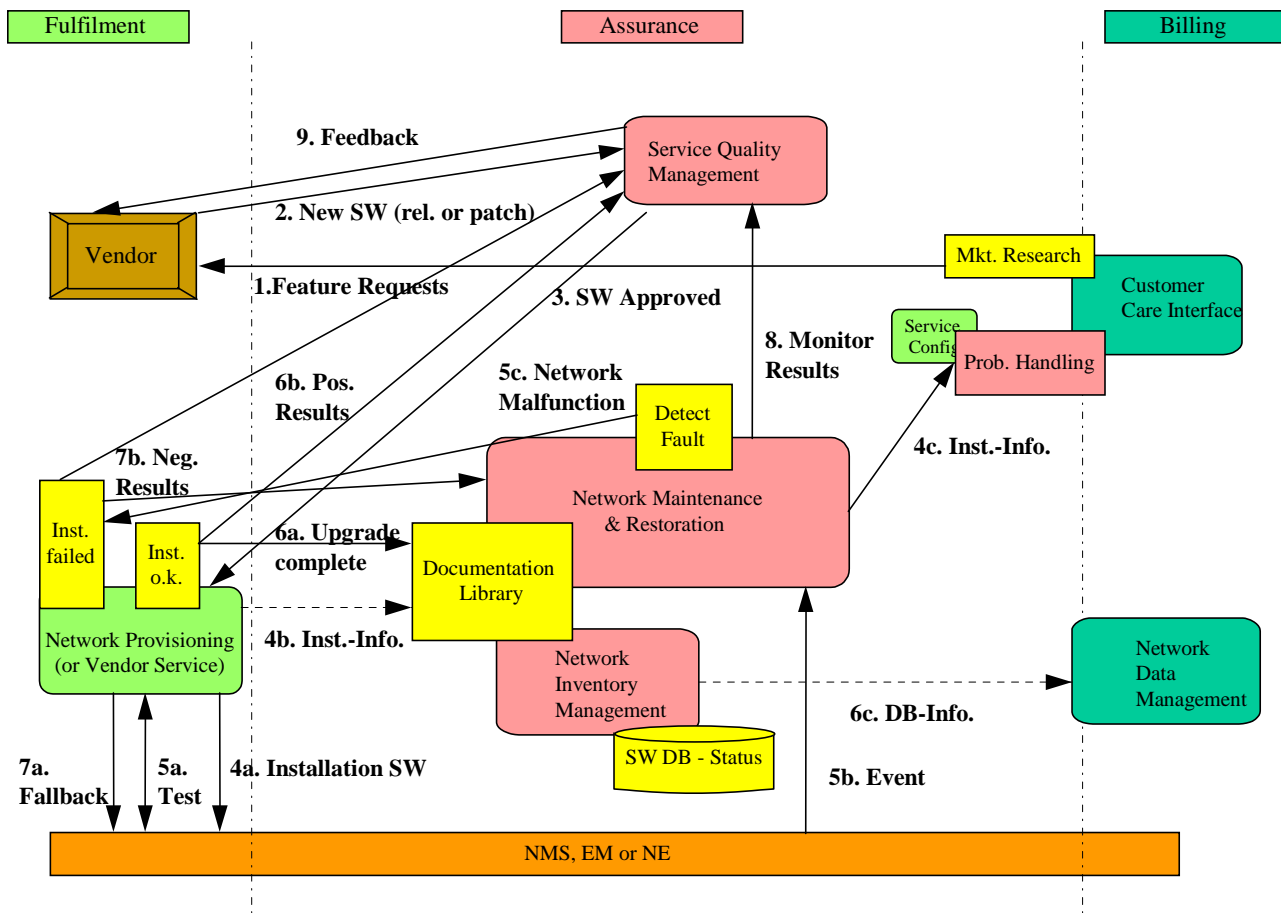 Fulfilment
Assurance
Billing
9. Feedback
Service Quality
Management
2. New SW (rel. or patch)
Vendor
Mkt. Research
1.Feature Requests
3. SW Approved
Customer
Care Interface
Service
Config
8. Monitor
Results
Prob. Handling
6b. Pos.
Results
5c. Network
Malfunction
Detect
Fault
4c. Inst.-Info.
7b. Neg.
Results
Network Maintenance
& Restoration
Inst.
failed
Inst.
o.k.
6a. Upgrade
complete
Documentation
Library
Network Provisioning
(or Vendor Service)
4b. Inst.-Info.
Network
Inventory
Management
Network
Data
Management
6c. DB-Info.
SW DB - Status
7a.
Fallback
5a.
Test
4a. Installation SW
5b. Event
NMS, EM or NE